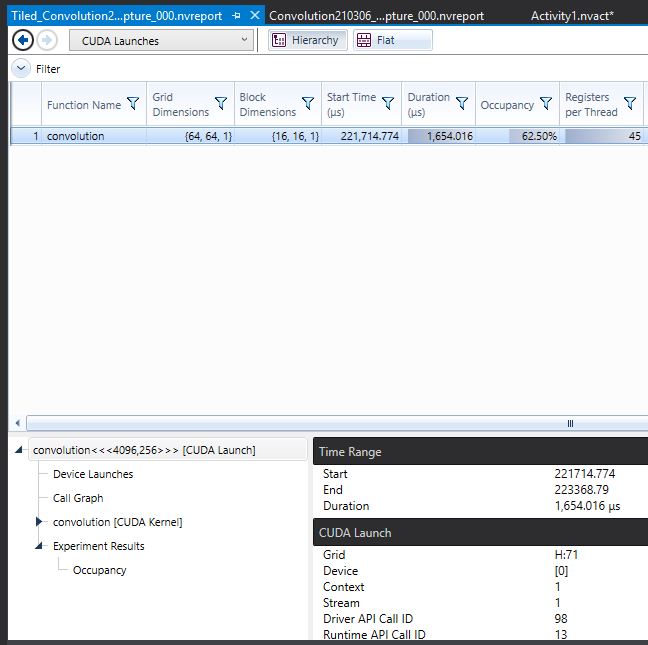 Tiled_Convolution2...pture_000.nvreport Convolution210306_...pture_000.nvreport Activity1.nvact*
CUDA Launches Hierarchy Flat
Filter
Function Name Grid Dimensions Block Dimensions Start Time (µs) Duration (µs) Occupancy Registers per Thread
1 convolution {64, 64, 1} {16, 16, 1} 221,714.774 1,654.016 62.50% 45
convolution<<<4096,256>>> [CUDA Launch]
Device Launches
Call Graph
convolution [CUDA Kernel]
Experiment Results
Occupancy
Time Range
Start 221714.774
End 223368.79
Duration 1,654.016 µs
CUDA Launch
Grid H:71
Device [0]
Context 1
Stream 1
Driver API Call ID 98
Runtime API Call ID 13